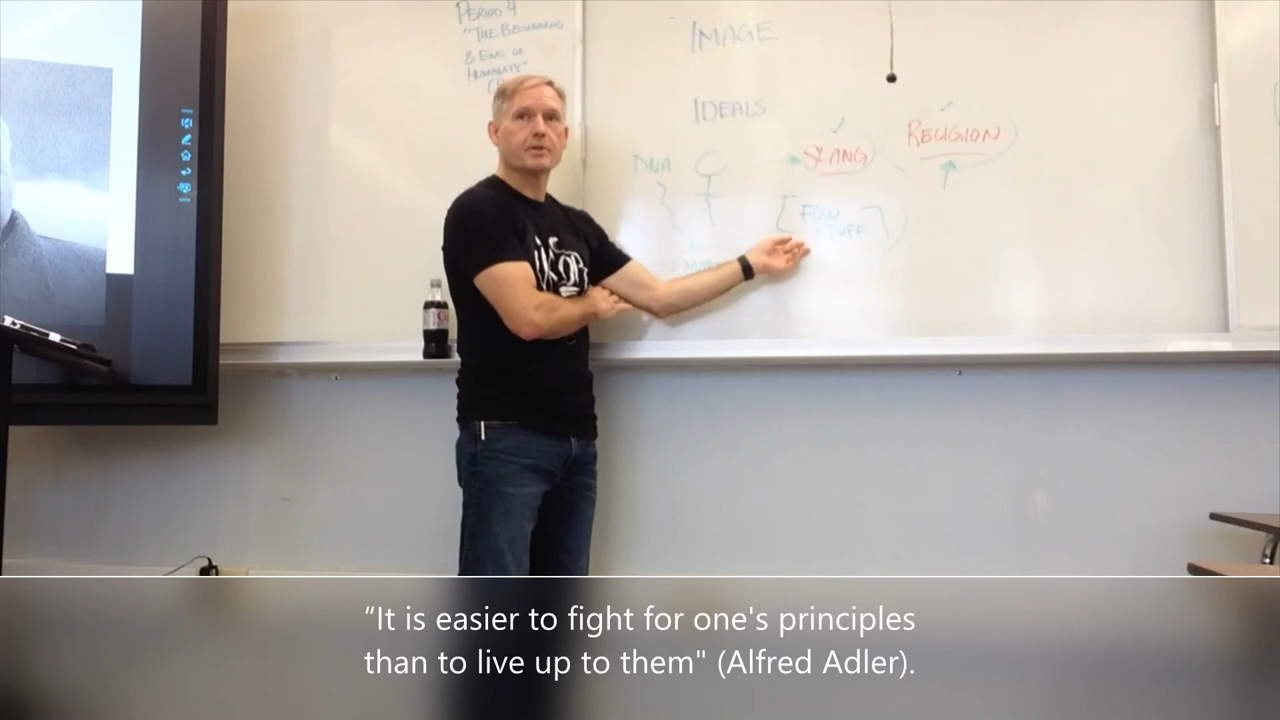 PERIOD 4
"THE BEGINNING
& END OF
HUMANITY"
IMAGE
IDEALS
DNA
SLANG
RELIGION
FUN
STUFF
“It is easier to fight for one's principles
than to live up to them" (Alfred Adler).